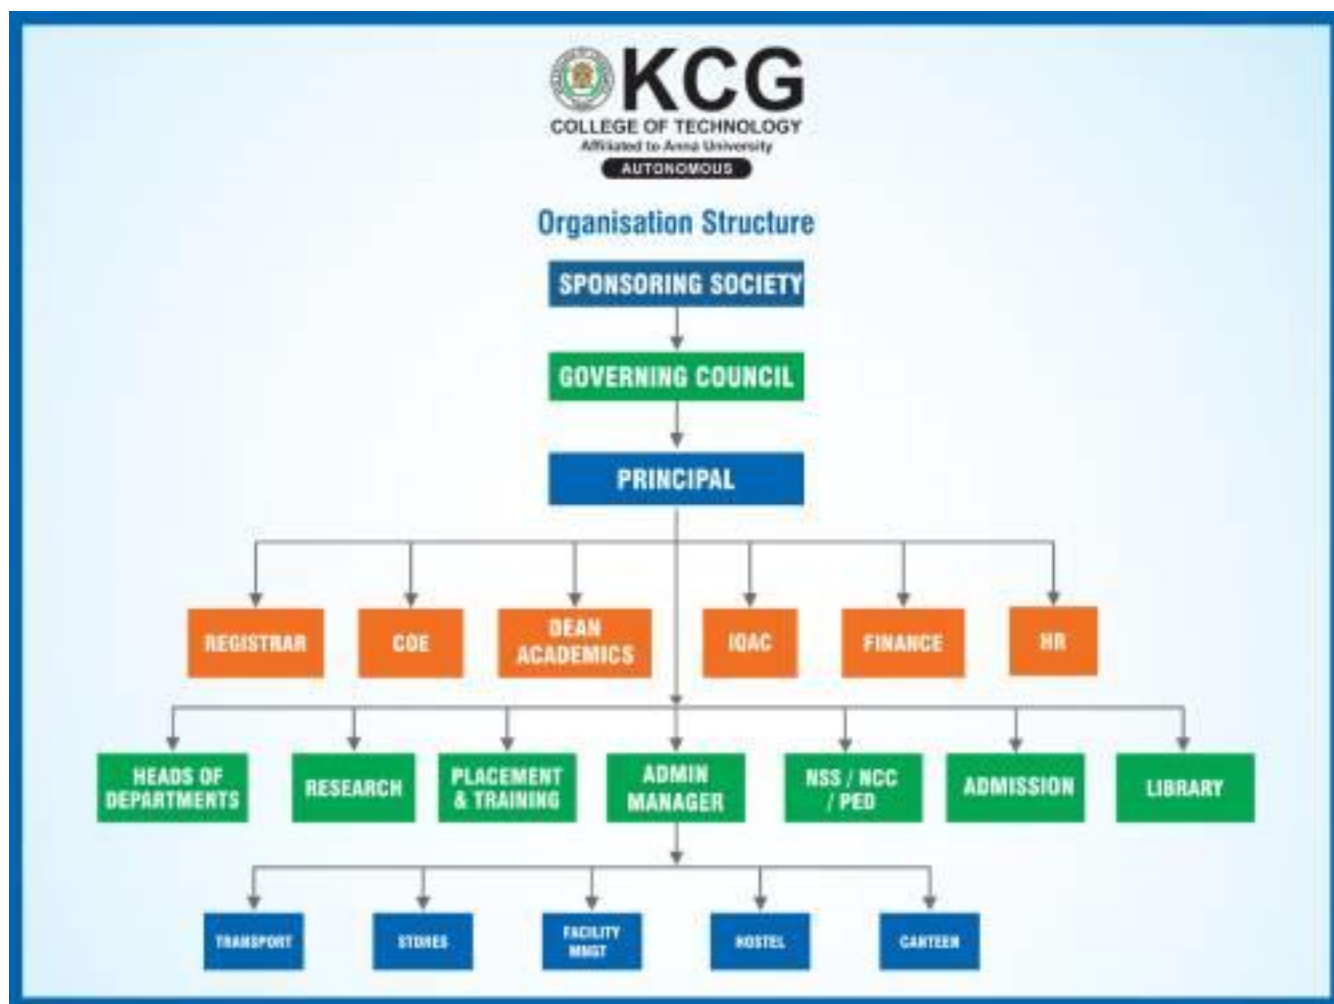 KCG
COLLEGE OF TECHNOLOGY
Affiliated to Anna University
AUTONOMOUS
Organisation Structure
SPONSORING SOCIETY
GOVERNING COUNCIL
PRINCIPAL
REGISTRAR
COE
DEAN
ACADEMICS
IQAC
FINANCE
HR
HEADS OF
DEPARTMENTS
RESEARCH
PLACEMENT
& TRAINING
ADMIN
MANAGER
NSS / NCC
/ PED
ADMISSION
LIBRARY
TRANSPORT
STORES
FACILITY
MNGT
HOSTEL
CANTEEN